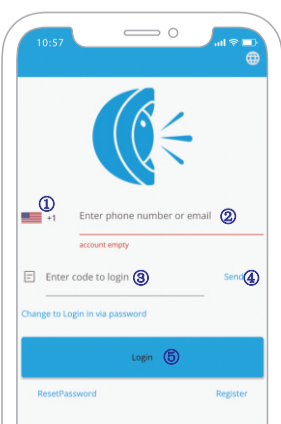 10:57
①
+1
Enter phone number or email ②
account empty
Enter code to login ③
Send ④
Change to Login in via password
Login ⑤
ResetPassword
Register